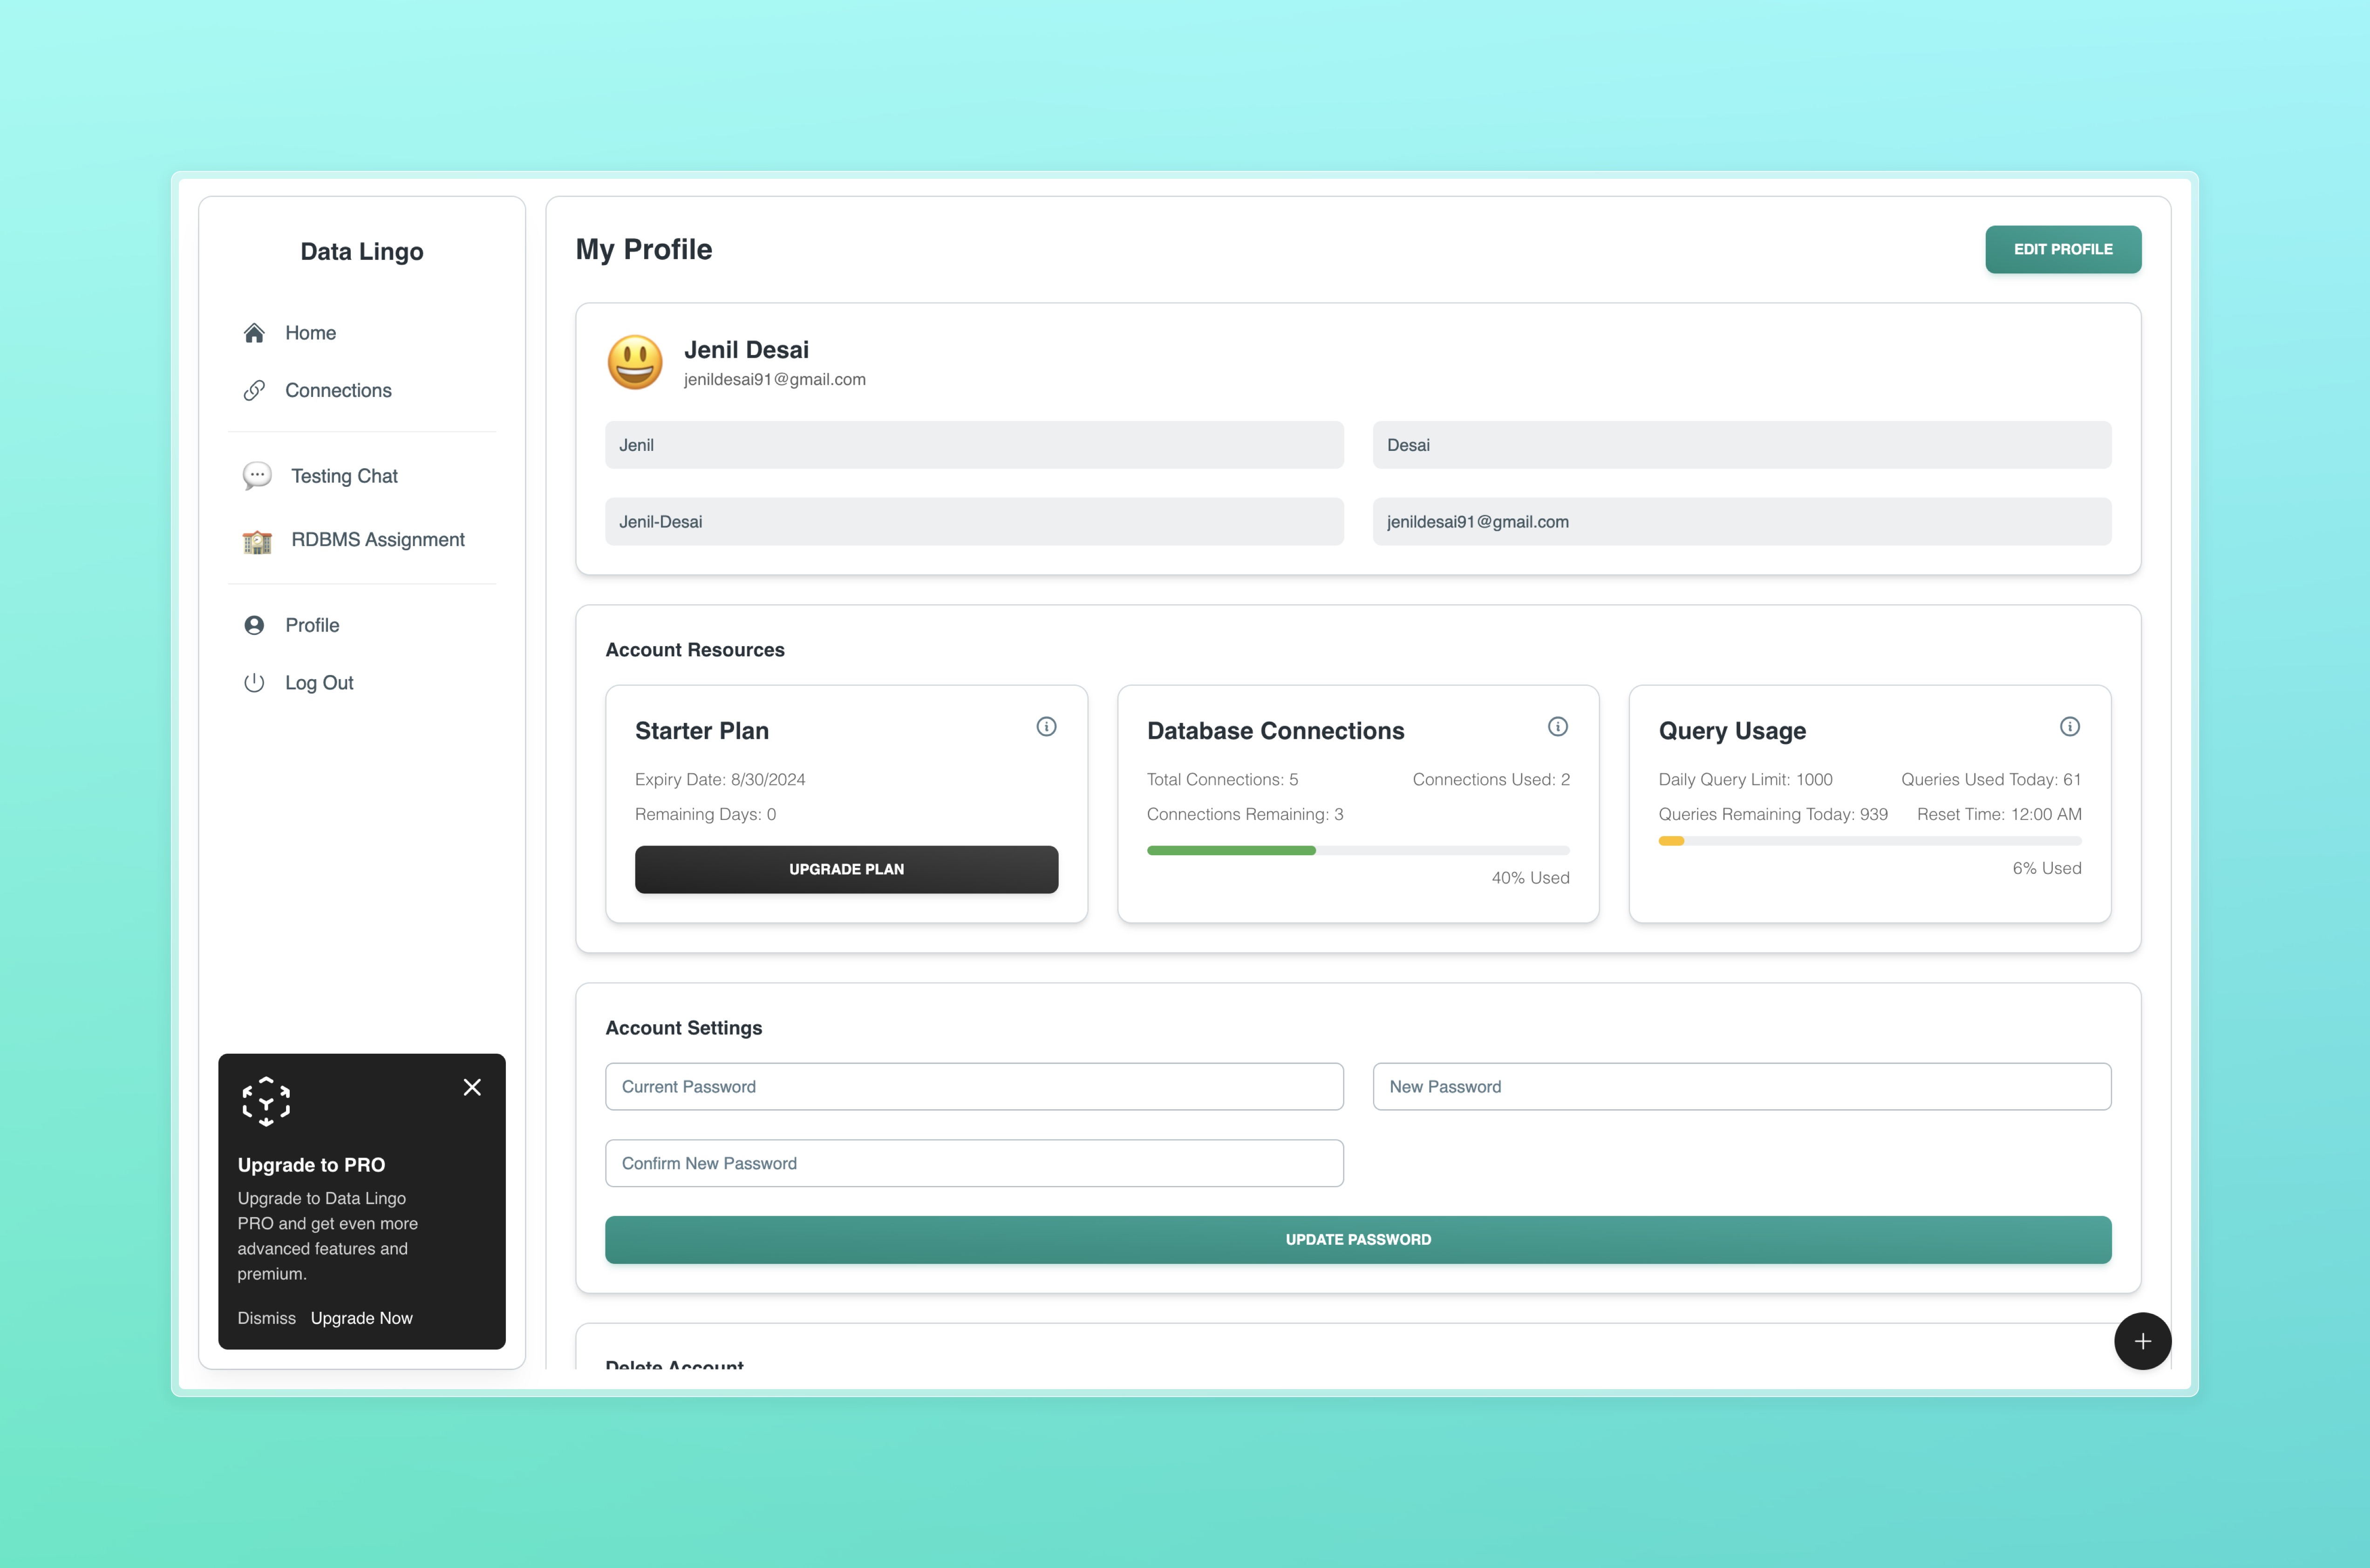 Data Lingo
Home
Connections
Testing Chat
RDBMS Assignment
Profile
Log Out
Upgrade to PRO
Upgrade to Data Lingo
PRO and get even more
advanced features and
premium.
Dismiss Upgrade Now
My Profile
EDIT PROFILE
Jenil Desai
jenildesai91@gmail.com
Jenil
Desai
Jenil-Desai
jenildesai91@gmail.com
Account Resources
Starter Plan
Expiry Date: 8/30/2024
Remaining Days: 0
UPGRADE PLAN
Database Connections
Total Connections: 5 Connections Used: 2
Connections Remaining: 3
40% Used
Query Usage
Daily Query Limit: 1000 Queries Used Today: 61
Queries Remaining Today: 939 Reset Time: 12:00 AM
6% Used
Account Settings
Current Password
New Password
Confirm New Password
UPDATE PASSWORD
Delete Account